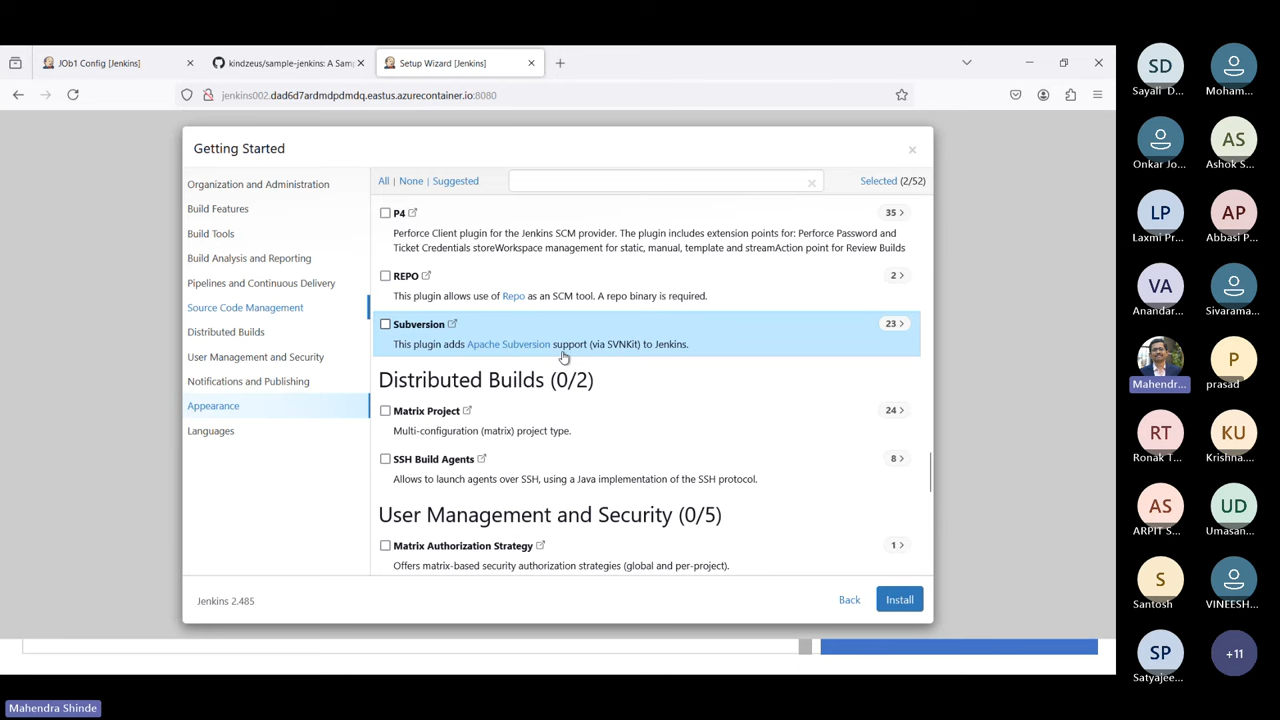 JOb1 Config [Jenkins]
kindzeus/sample-jenkins: A Sam
Setup Wizard [Jenkins]
jenkins002.dad6d7ardmdpdmdq.eastus.azurecontainer.io:8080
Getting Started
Organization and Administration
Build Features
Build Tools
Build Analysis and Reporting
Pipelines and Continuous Delivery
Source Code Management
Distributed Builds
User Management and Security
Notifications and Publishing
Appearance
Languages
All | None | Suggested
Selected (2/52)
P4
35
Perforce Client plugin for the Jenkins SCM provider. The plugin includes extension points for: Perforce Password and
Ticket Credentials storeWorkspace management for static, manual, template and streamAction point for Review Builds
REPO
2
This plugin allows use of Repo as an SCM tool. A repo binary is required.
Subversion
23
This plugin adds Apache Subversion support (via SVNKit) to Jenkins.
Distributed Builds (0/2)
Matrix Project
24
Multi-configuration (matrix) project type.
SSH Build Agents
8
Allows to launch agents over SSH, using a Java implementation of the SSH protocol.
User Management and Security (0/5)
Matrix Authorization Strategy
1
Offers matrix-based security authorization strategies (global and per-project).
Jenkins 2.485
Back
Install
SD
Sayali D...
Moham...
Onkar Jo...
AS
Ashok S...
LP
Laxmi Pr...
AP
Abbasi P...
VA
Anandar...
Sivarama...
Mahendr...
P
prasad
RT
Ronak T...
KU
Krishna...
AS
ARPIT S...
UD
Umasan...
S
Santosh
VINEESH...
SP
Satyajee...
+11
Mahendra Shinde